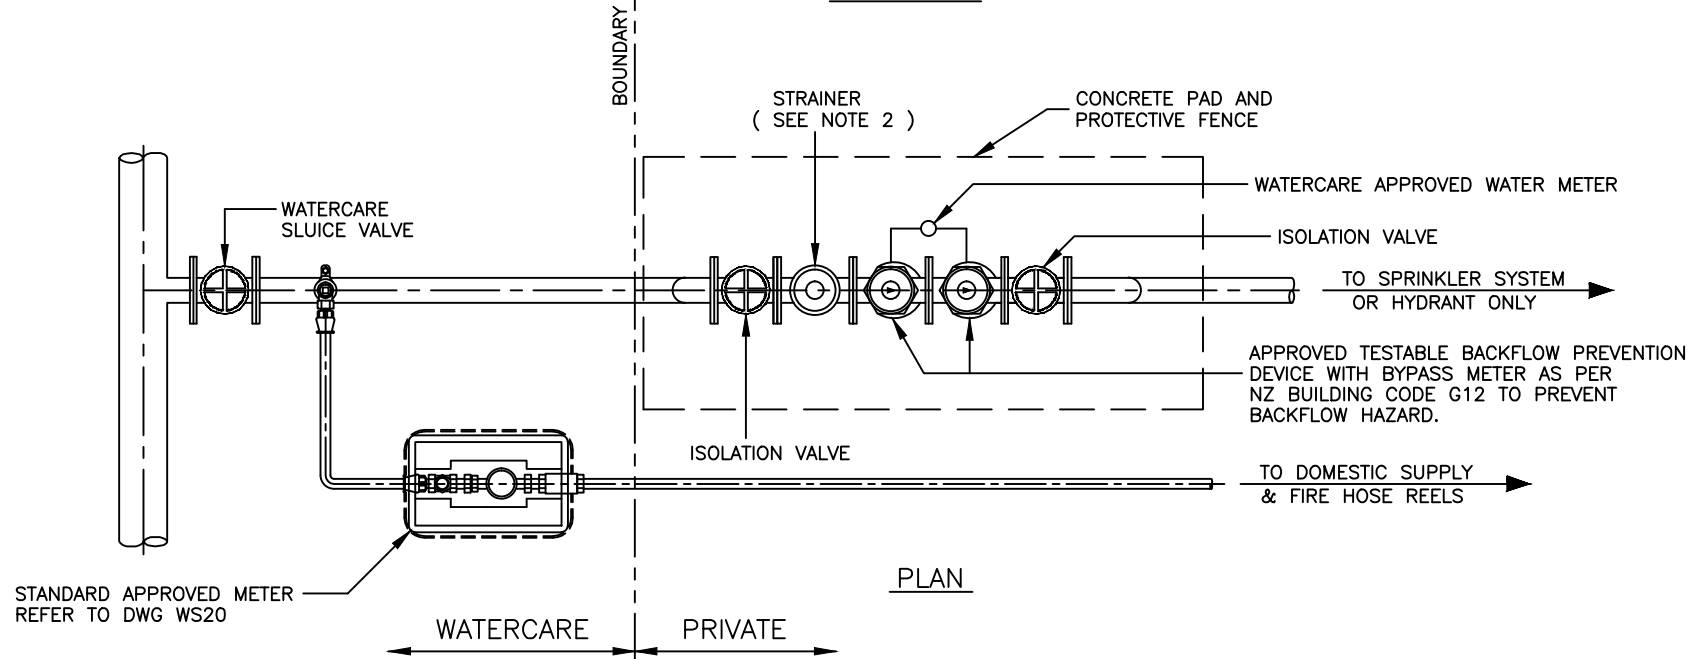 BOUNDARY
STRAINER
( SEE NOTE 2 )
CONCRETE PAD AND
PROTECTIVE FENCE
WATERCARE APPROVED WATER METER
WATERCARE
SLUICE VALVE
ISOLATION VALVE
TO SPRINKLER SYSTEM
OR HYDRANT ONLY
APPROVED TESTABLE BACKFLOW PREVENTION
DEVICE WITH BYPASS METER AS PER
NZ BUILDING CODE G12 TO PREVENT
BACKFLOW HAZARD.
ISOLATION VALVE
TO DOMESTIC SUPPLY
& FIRE HOSE REELS
STANDARD APPROVED METER
REFER TO DWG WS20
PLAN
WATERCARE
PRIVATE